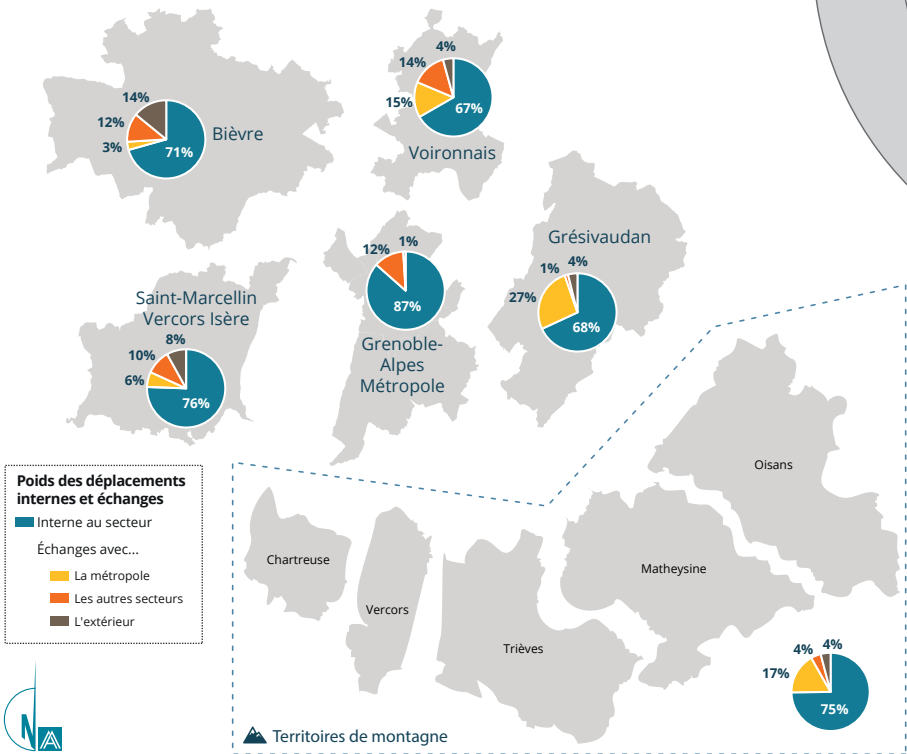 4%
14%
15%
67%
Voironnais
14%
12%
3%
71%
Bièvre
12%
1%
87%
Grenoble-
Alpes
Métropole
Grésivaudan
1%
4%
27%
68%
Saint-Marcellin
Vercors Isère
8%
10%
6%
76%
Poids des déplacements
internes et échanges
Interne au secteur
Échanges avec...
La métropole
Les autres secteurs
L'extérieur
Oisans
Chartreuse
Matheysine
Vercors
Trièves
4%
4%
17%
75%
Territoires de montagne
N